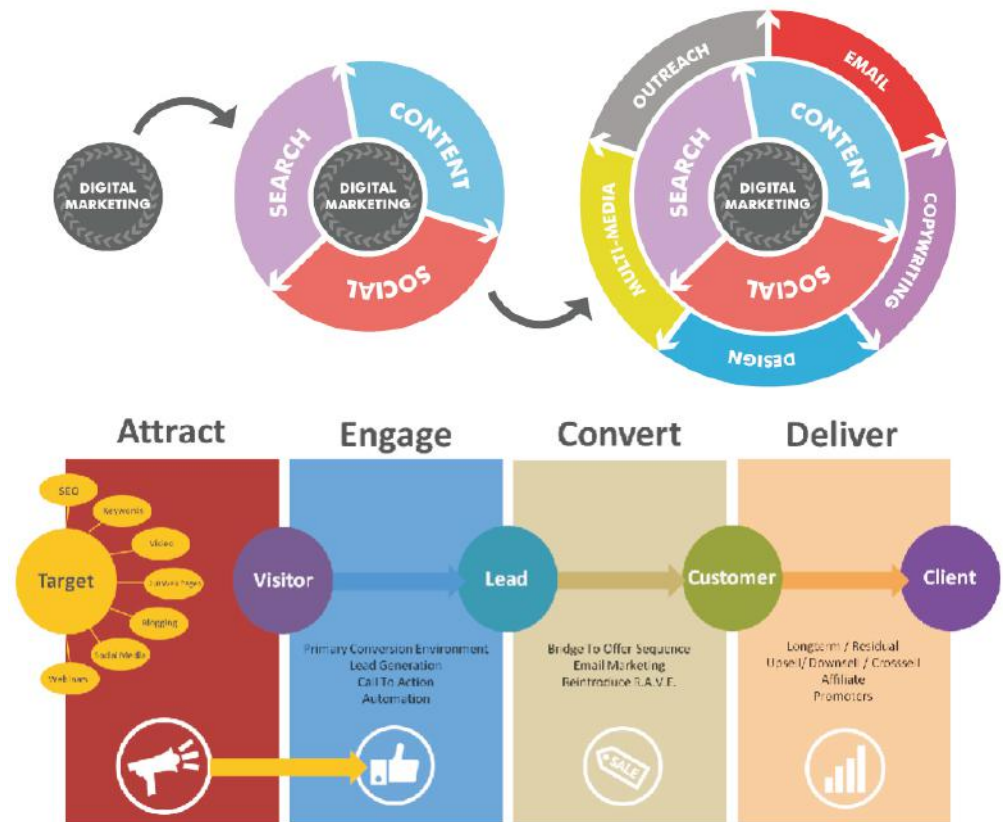 DIGITAL
MARKETING
SEARCH
CONTENT
SOCIAL
DIGITAL
MARKETING
OUTREACH
EMAIL
COPYWRITING
DESIGN
MULTI-MEDIA
SEARCH
CONTENT
SOCIAL
DIGITAL
MARKETING
Attract
Engage
Convert
Deliver
SEO
Keywords
Video
Pages
Blogging
Social Media
Webinars
Target
Visitor
Lead
Customer
Client
Primary Conversion Environment
Lead Generation
Call To Action
Automation
Bridge To Offer Sequence
Email Marketing
Reintroduce R.A.V.E.
Longterm / Residual
Upsell/ Downsell / Crosssell
Affiliate
Promoters
SALE